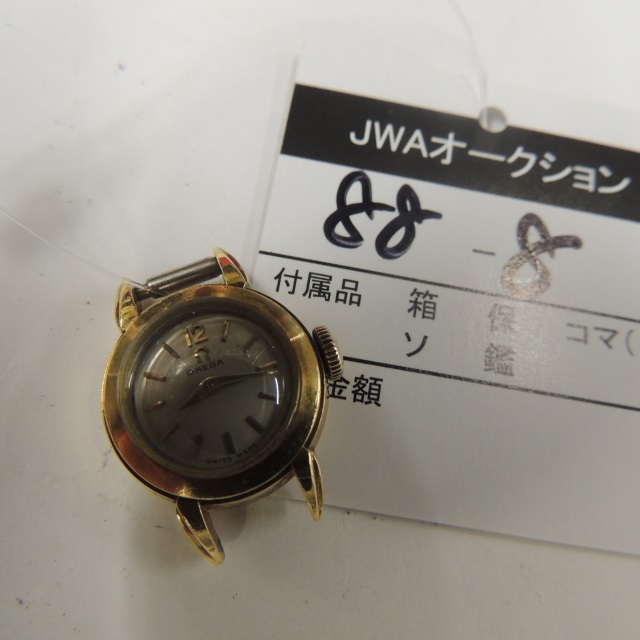 JWAオークション
88-8
付属品 箱 保 コマ(
ソ 鑑
金額
12
OMEGA
SWISS MADE